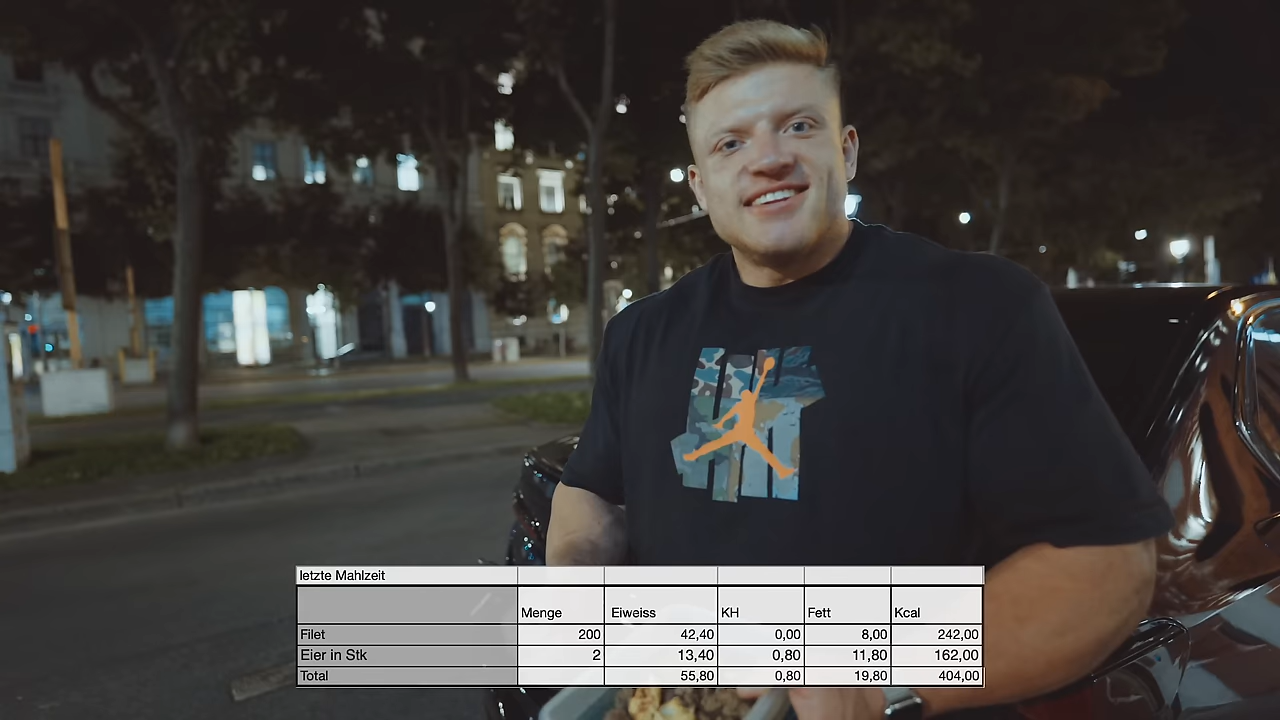 letzte Mahlzeit
Menge Eiweiss KH Fett Kcal
Filet 200 42,40 0,00 8,00 242,00
Eier in Stk 2 13,40 0,80 11,80 162,00
Total 55,80 0,80 19,80 404,00